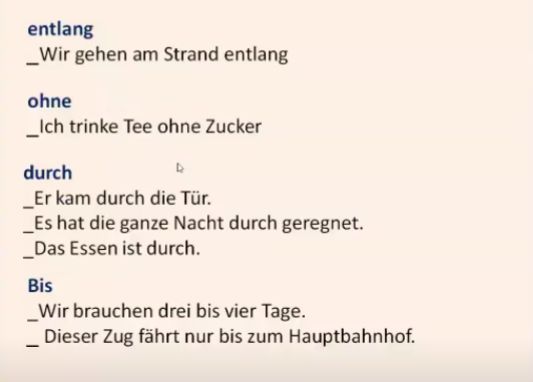 entlang
_Wir gehen am Strand entlang
ohne
_Ich trinke Tee ohne Zucker
durch
_Er kam durch die Tür.
_Es hat die ganze Nacht durch geregnet.
_Das Essen ist durch.
Bis
_Wir brauchen drei bis vier Tage.
_ Dieser Zug fährt nur bis zum Hauptbahnhof.